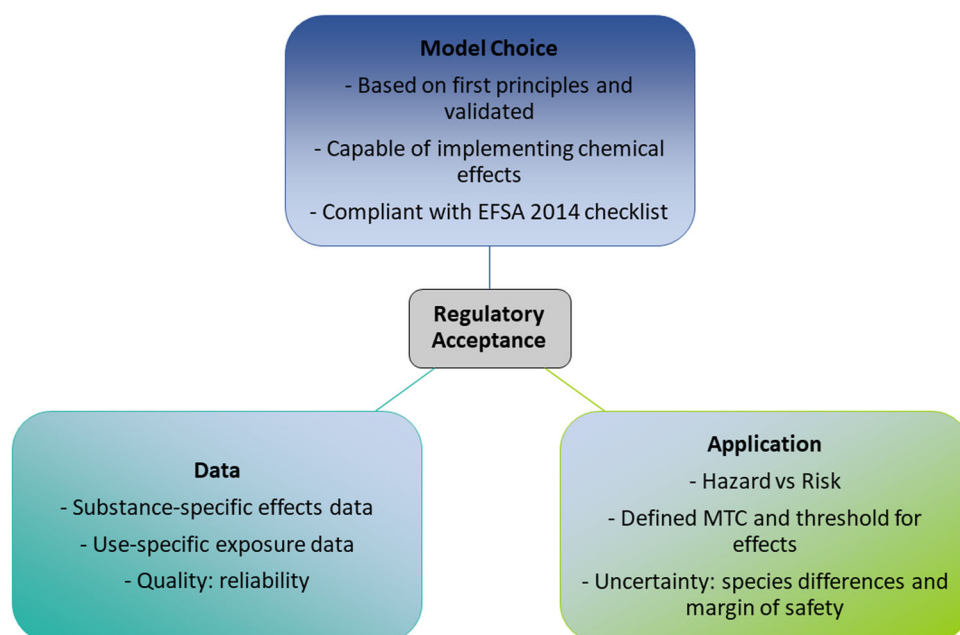 Model Choice
- Based on first principles and
validated
- Capable of implementing chemical
effects
- Compliant with EFSA 2014 checklist
Regulatory
Acceptance
Data
- Substance-specific effects data
- Use-specific exposure data
- Quality: reliability
Application
- Hazard vs Risk
- Defined MTC and threshold for
effects
- Uncertainty: species differences and
margin of safety